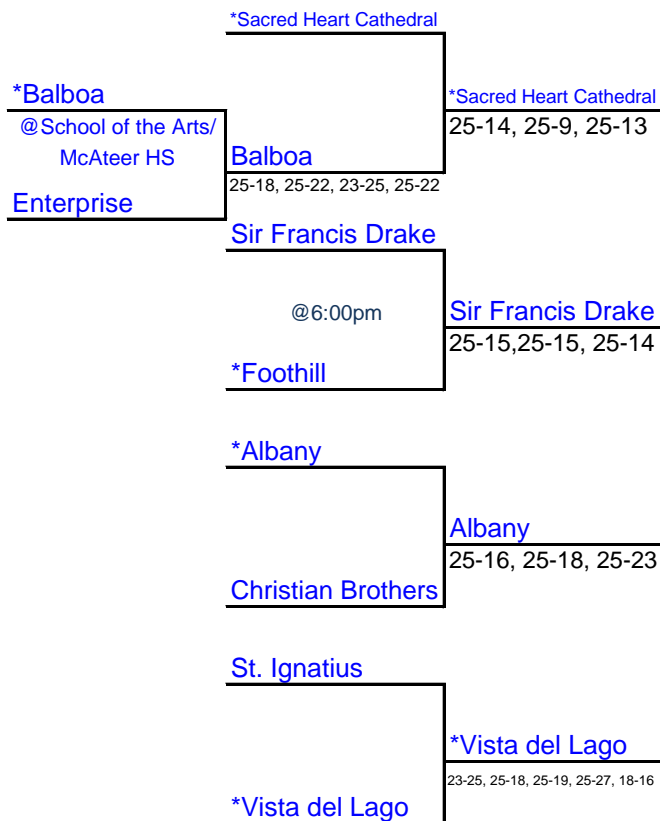 *Sacred Heart Cathedral
*Balboa
*Sacred Heart Cathedral
@School of the Arts/
25-14, 25-9, 25-13
McAteer HS
Balboa
25-18, 25-22, 23-25, 25-22
Enterprise
Sir Francis Drake
@6:00pm
Sir Francis Drake
25-15,25-15, 25-14
*Foothill
*Albany
Albany
25-16, 25-18, 25-23
Christian Brothers
St. Ignatius
*Vista del Lago
23-25, 25-18, 25-19, 25-27, 18-16
*Vista del Lago